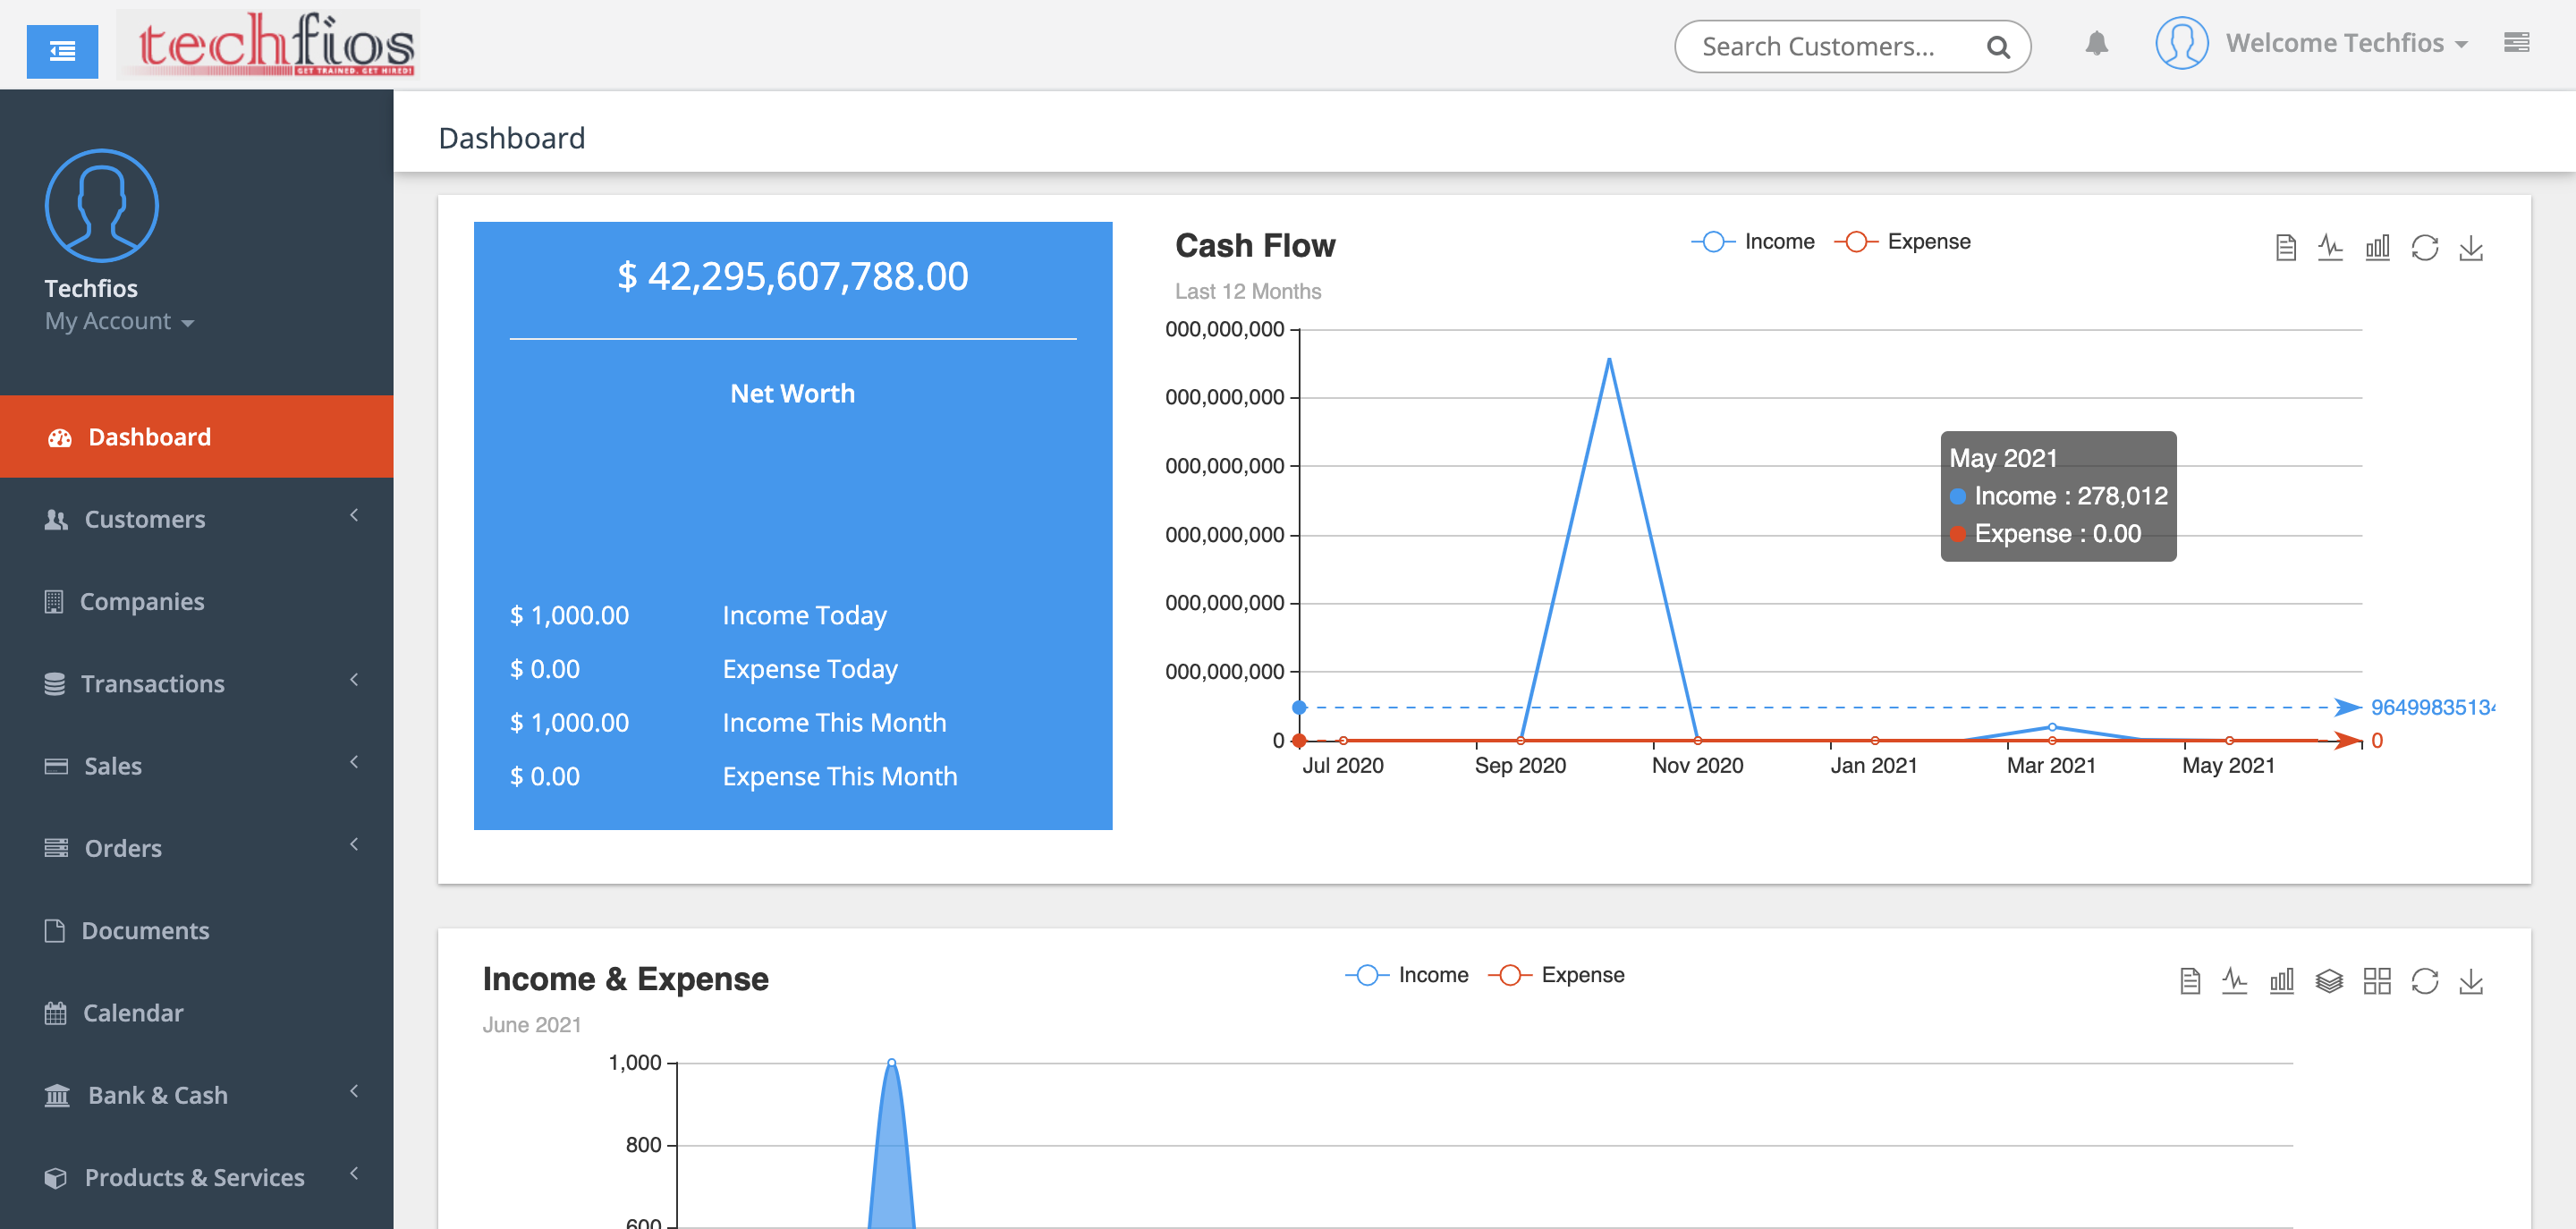 techfios
GET TRAINED. GET HIRED!
Search Customers...
Welcome Techfios
Techfios
My Account
Dashboard
Customers
Companies
Transactions
Sales
Orders
Documents
Calendar
Bank & Cash
Products & Services
Dashboard
$ 42,295,607,788.00
Net Worth
$ 1,000.00 Income Today
$ 0.00 Expense Today
$ 1,000.00 Income This Month
$ 0.00 Expense This Month
Cash Flow
Last 12 Months
Income Expense
000,000,000
000,000,000
000,000,000
000,000,000
000,000,000
000,000,000
0
May 2021
Income : 278,012
Expense : 0.00
964998351
0
Jul 2020 Sep 2020 Nov 2020 Jan 2021 Mar 2021 May 2021
Income & Expense
June 2021
Income Expense
1,000
800
600